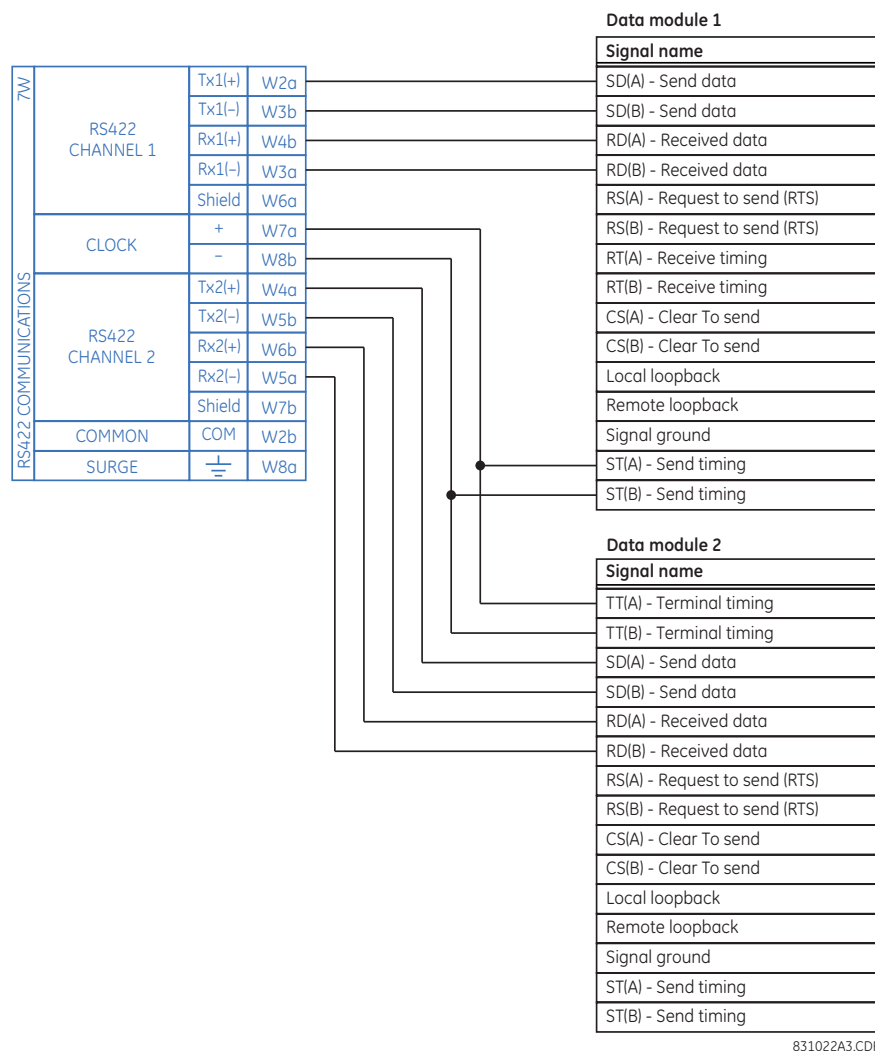 Data module 1
Signal name
7W
RS422 COMMUNICATIONS
RS422
CHANNEL 1
Tx1(+) W2a
Tx1(–) W3b
Rx1(+) W4b
Rx1(–) W3a
Shield W6a
CLOCK
+ W7a
– W8b
RS422
CHANNEL 2
Tx2(+) W4a
Tx2(–) W5b
Rx2(+) W6b
Rx2(–) W5a
Shield W7b
COMMON COM W2b
SURGE W8a
SD(A) - Send data
SD(B) - Send data
RD(A) - Received data
RD(B) - Received data
RS(A) - Request to send (RTS)
RS(B) - Request to send (RTS)
RT(A) - Receive timing
RT(B) - Receive timing
CS(A) - Clear To send
CS(B) - Clear To send
Local loopback
Remote loopback
Signal ground
ST(A) - Send timing
ST(B) - Send timing
Data module 2
Signal name
TT(A) - Terminal timing
TT(B) - Terminal timing
SD(A) - Send data
SD(B) - Send data
RD(A) - Received data
RD(B) - Received data
RS(A) - Request to send (RTS)
RS(B) - Request to send (RTS)
CS(A) - Clear To send
CS(B) - Clear To send
Local loopback
Remote loopback
Signal ground
ST(A) - Send timing
ST(B) - Send timing